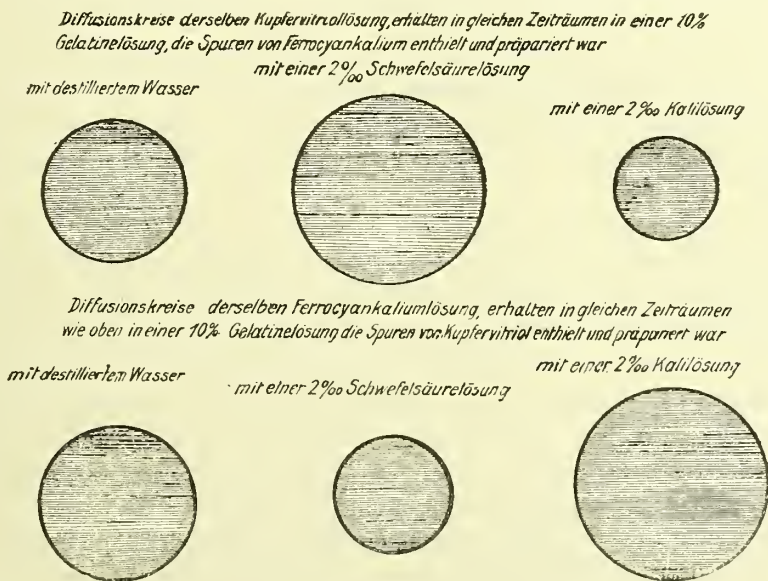 Diffusionskreise derselben Kupfervitriollösung, erhalten in gleichen Zeiträumen in einer 10%
Gelatinelösung, die Spuren von Ferrocyankalium enthielt und präpariert war
mit destilliertem Wasser
mit einer 2‰ Schwefelsäurelösung
mit einer 2‰ Kalilösung
Diffusionskreise derselben Ferrocyankaliumlösung, erhalten in gleichen Zeiträumen
wie oben in einer 10% Gelatinelösung die Spuren von Kupfervitriol enthielt und präpariert war
mit destilliertem Wasser
mit einer 2‰ Schwefelsäurelösung
mit einer 2‰ Kalilösung